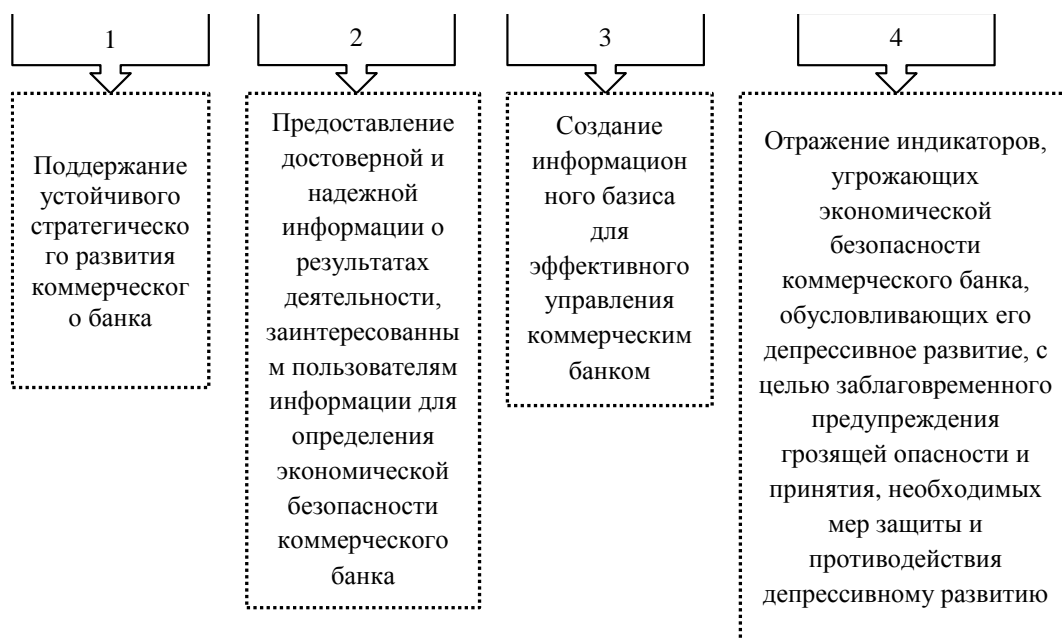 1
Поддержание
устойчивого
стратегическо
го развития
коммерческог
о банка
2
Предоставление
достоверной и
надежной
информации о
результатах
деятельности,
заинтересованны
м пользователям
информации для
определения
экономической
безопасности
коммерческого
банка
3
Создание
информацион
ного базиса
для
эффективного
управления
коммерческим
банком
4
Отражение индикаторов,
угрожающих
экономической
безопасности
коммерческого банка,
обусловливающих его
депрессивное развитие, с
целью заблаговременного
предупреждения
грозящей опасности и
принятия, необходимых
мер защиты и
противодействия
депрессивному развитию